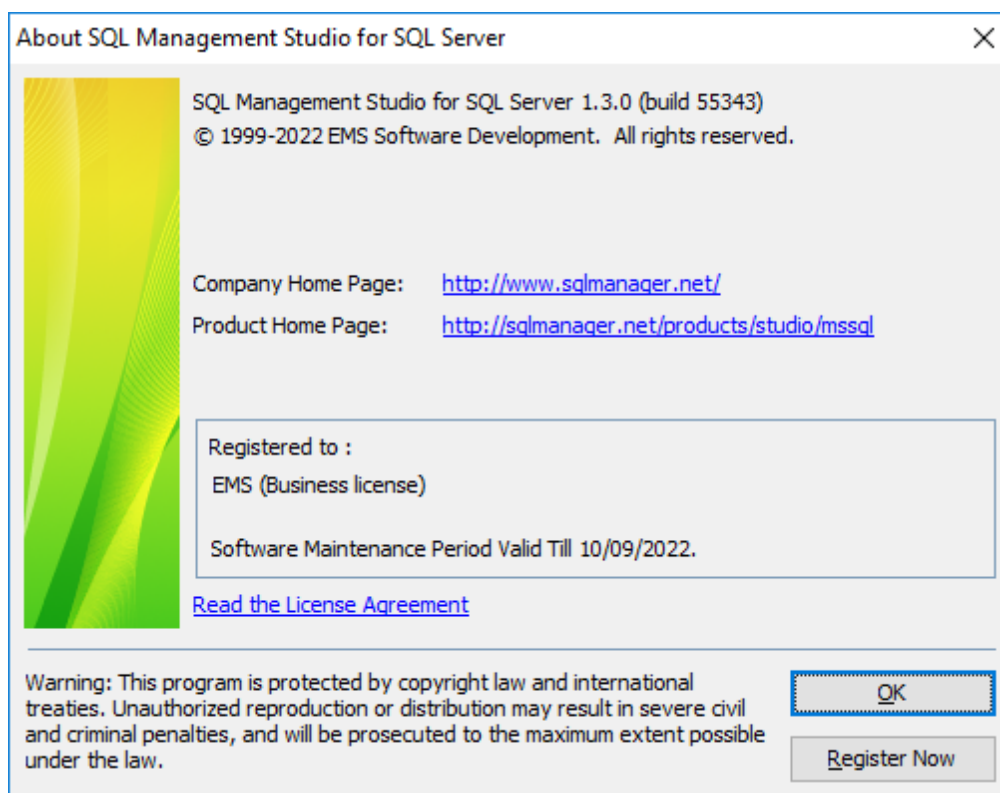 About SQL Management Studio for SQL Server
SQL Management Studio for SQL Server 1.3.0 (build 55343)
© 1999-2022 EMS Software Development.  All rights reserved.
Company Home Page: http://www.sqlmanager.net/
Product Home Page: http://sqlmanager.net/products/studio/mssql
Registered to :
EMS (Business license)
Software Maintenance Period Valid Till 10/09/2022.
Read the License Agreement
Warning: This program is protected by copyright law and international
treaties. Unauthorized reproduction or distribution may result in severe civil
and criminal penalties, and will be prosecuted to the maximum extent possible
under the law.
OK
Register Now